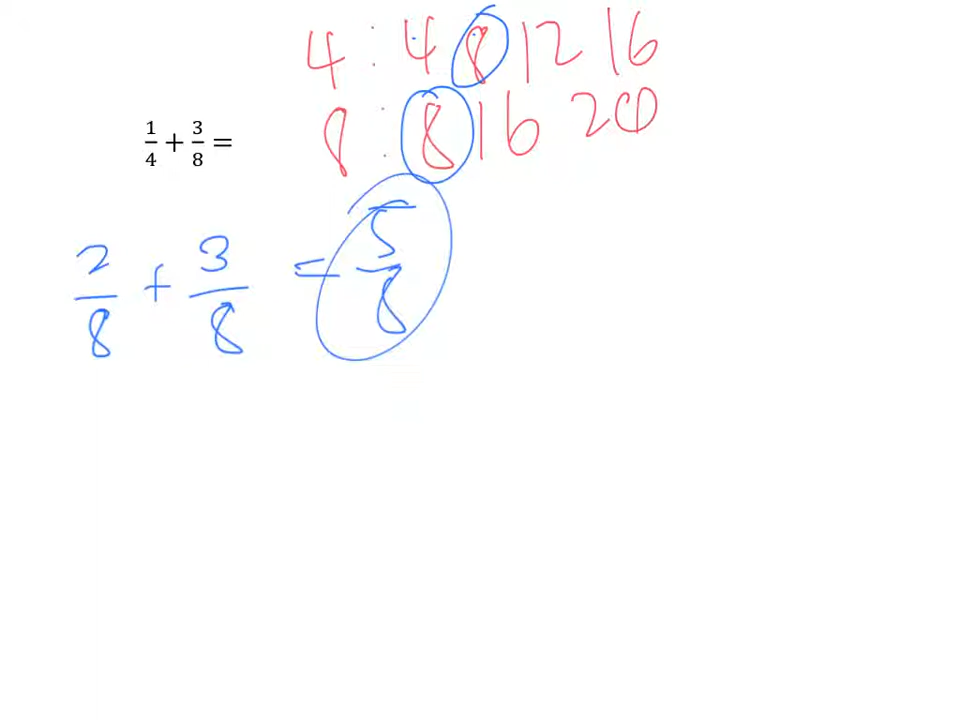 4 : 4 8 12 16
8 : 8 16 20
1/4 + 3/8 =
2/8 + 3/8 = 5/8